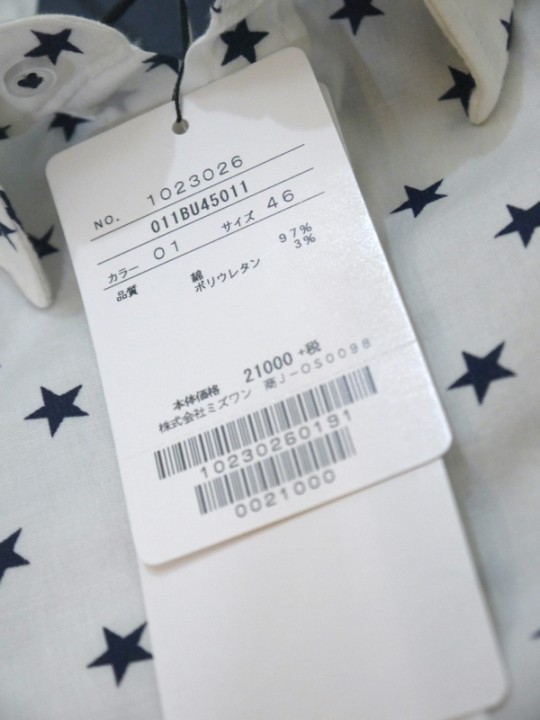 NO. 1023026
011BU45011
カラー 01 サイズ 46
品質 綿 97%
ポリウレタン 3%
本体価格 21000 +税
株式会社ミズワン 商J-OS0098
10230260191
0021000